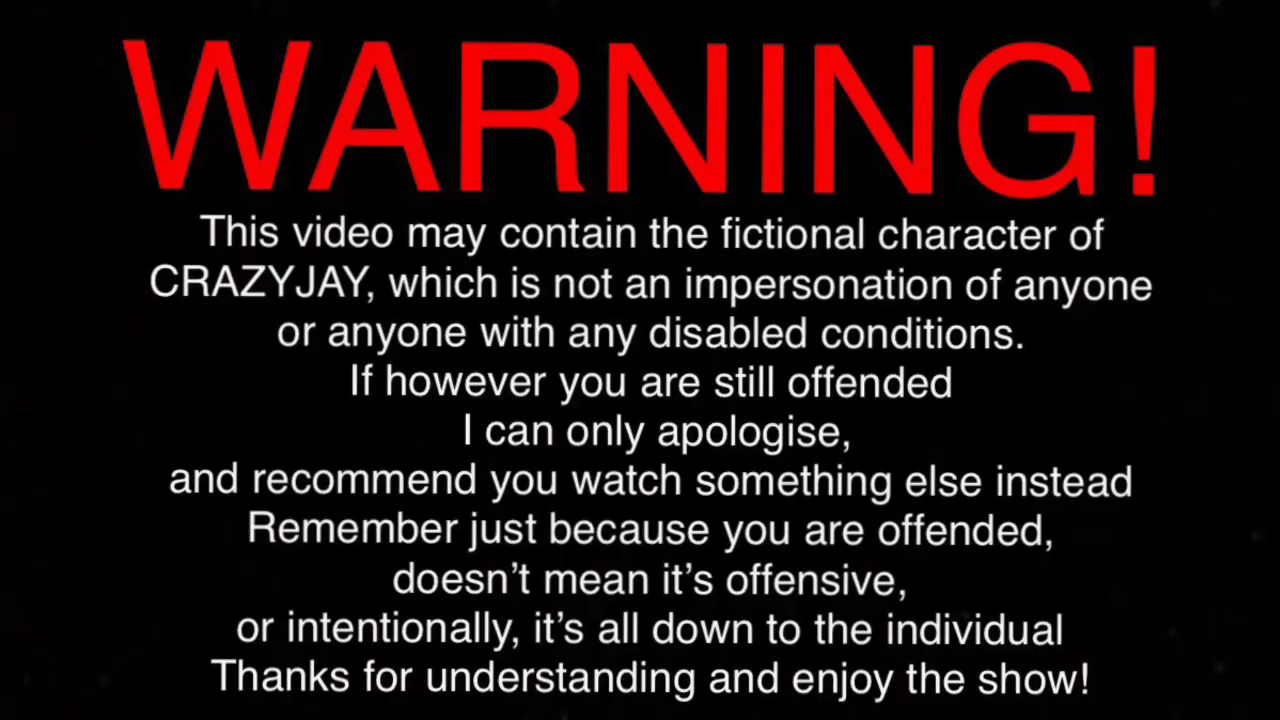 WARNING!
This video may contain the fictional character of
CRAZYJAY, which is not an impersonation of anyone
or anyone with any disabled conditions.
If however you are still offended
I can only apologise,
and recommend you watch something else instead
Remember just because you are offended,
doesn’t mean it’s offensive,
or intentionally, it’s all down to the individual
Thanks for understanding and enjoy the show!